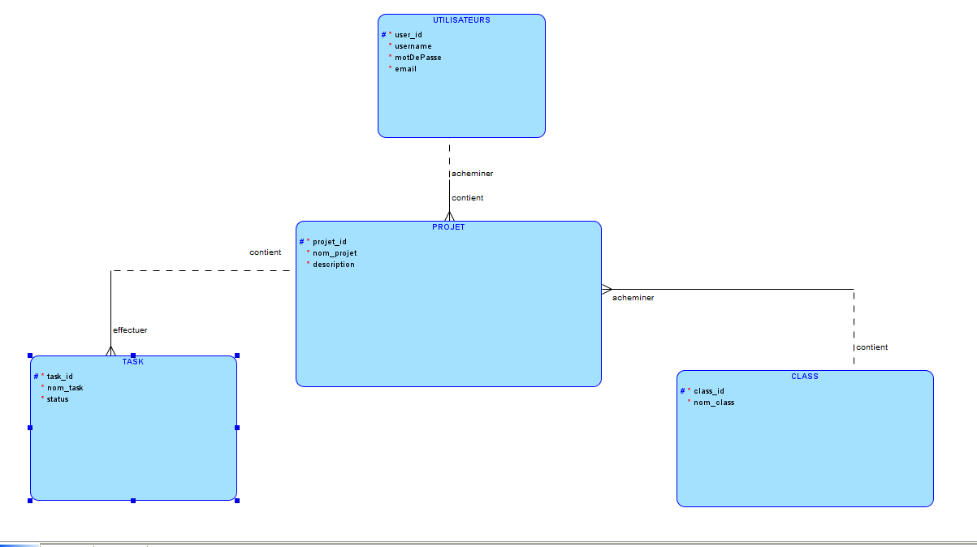 UTILISATEURS
# * user_id
* username
* motDePasse
* email
acheminer
contient
PROJET
# * projet_id
* nom_projet
* description
contient
effectuer
TASK
# * task_id
* nom_task
* status
acheminer
contient
CLASS
# * class_id
* nom_class